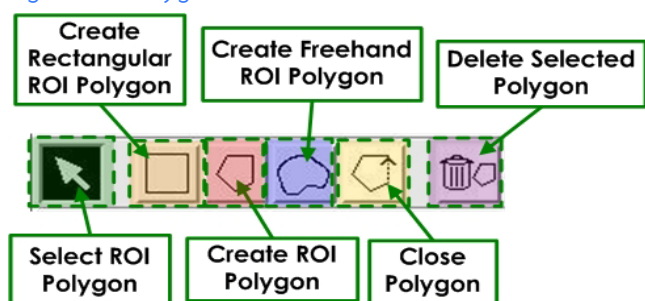 Create
Rectangular
ROI Polygon
Create Freehand
ROI Polygon
Delete Selected
Polygon
Select ROI
Polygon
Create ROI
Polygon
Close
Polygon